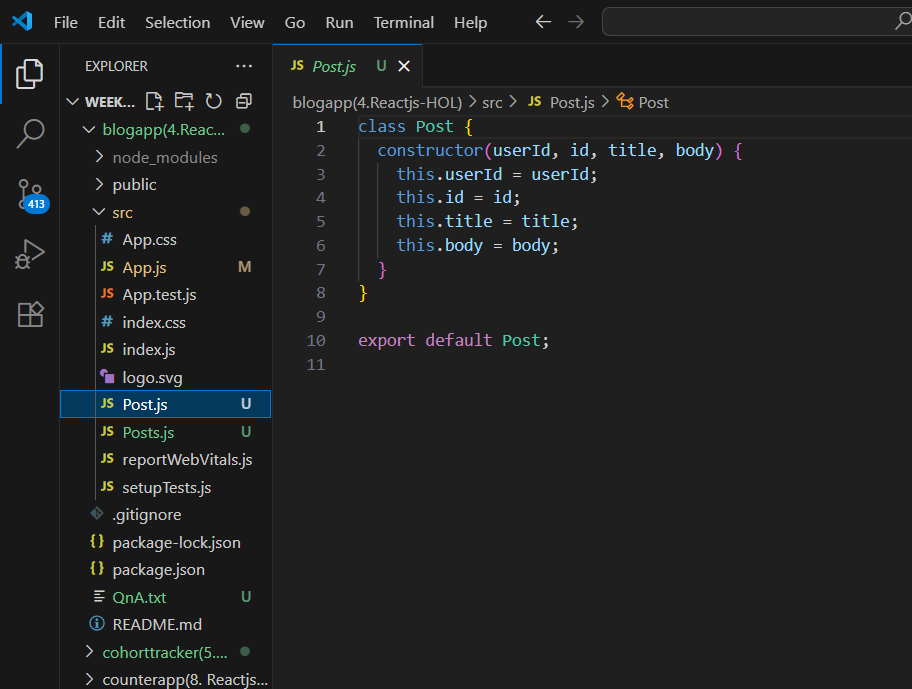 File Edit Selection View Go Run Terminal Help
EXPLORER
WEEK...
blogapp(4.Reac...
node_modules
public
src
# App.css
JS App.js M
JS App.test.js
# index.css
JS index.js
logo.svg
JS Post.js U
JS Posts.js U
JS reportWebVitals.js
JS setupTests.js
.gitignore
{} package-lock.json
{} package.json
QnA.txt U
README.md
cohorttracker(5....
counterapp(8. Reactjs...
413
JS Post.js U
blogapp(4.Reactjs-HOL) > src > JS Post.js > Post
1 class Post {
2 constructor(userId, id, title, body) {
3 this.userId = userId;
4 this.id = id;
5 this.title = title;
6 this.body = body;
7 }
8 }
9
10 export default Post;
11